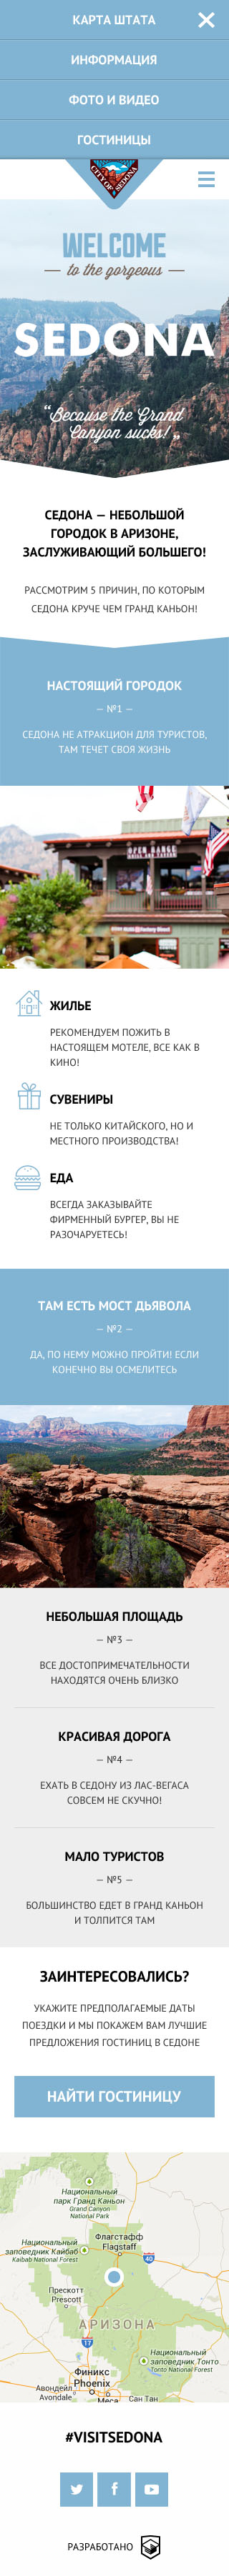 КАРТА ШТАТА
ИНФОРМАЦИЯ
ФОТО И ВИДЕО
ГОСТИНИЦЫ
CITY OF SEDONA
WELCOME
— to the gorgeous —
SEDONA
“Because the Grand
Canyon sucks!„
СЕДОНА — НЕБОЛЬШОЙ
ГОРОДОК В АРИЗОНЕ,
ЗАСЛУЖИВАЮЩИЙ БОЛЬШЕГО!
РАССМОТРИМ 5 ПРИЧИН, ПО КОТОРЫМ
СЕДОНА КРУЧЕ ЧЕМ ГРАНД КАНЬОН!
НАСТОЯЩИЙ ГОРОДОК
— №1 —
СЕДОНА НЕ АТРАКЦИОН ДЛЯ ТУРИСТОВ,
ТАМ ТЕЧЕТ СВОЯ ЖИЗНЬ
ЖИЛЬЕ
РЕКОМЕНДУЕМ ПОЖИТЬ В
НАСТОЯЩЕМ МОТЕЛЕ, ВСЕ КАК В
КИНО!
СУВЕНИРЫ
НЕ ТОЛЬКО КИТАЙСКОГО, НО И
МЕСТНОГО ПРОИЗВОДСТВА!
ЕДА
ВСЕГДА ЗАКАЗЫВАЙТЕ
ФИРМЕННЫЙ БУРГЕР, ВЫ НЕ
РАЗОЧАРУЕТЕСЬ!
ТАМ ЕСТЬ МОСТ ДЬЯВОЛА
— №2 —
ДА, ПО НЕМУ МОЖНО ПРОЙТИ! ЕСЛИ
КОНЕЧНО ВЫ ОСМЕЛИТЕСЬ
НЕБОЛЬШАЯ ПЛОЩАДЬ
— №3 —
ВСЕ ДОСТОПРИМЕЧАТЕЛЬНОСТИ
НАХОДЯТСЯ ОЧЕНЬ БЛИЗКО
КРАСИВАЯ ДОРОГА
— №4 —
ЕХАТЬ В СЕДОНУ ИЗ ЛАС-ВЕГАСА
СОВСЕМ НЕ СКУЧНО!
МАЛО ТУРИСТОВ
— №5 —
БОЛЬШИНСТВО ЕДЕТ В ГРАНД КАНЬОН
И ТОЛПИТСЯ ТАМ
ЗАИНТЕРЕСОВАЛИСЬ?
УКАЖИТЕ ПРЕДПОЛАГАЕМЫЕ ДАТЫ
ПОЕЗДКИ И МЫ ПОКАЖЕМ ВАМ ЛУЧШИЕ
ПРЕДЛОЖЕНИЯ ГОСТИНИЦ В СЕДОНЕ
НАЙТИ ГОСТИНИЦУ
Национальный
парк Гранд Каньон
Grand Canyon
National Park
Флагстафф
Flagstaff
Национальный
заповедник Кайбаб
Kaibab National Forest
40
Прескотт
Prescott
АРИЗОНА
17
Национальный
заповедник Тонто
Tonto National Forest
Финикс
Phoenix
Авондейл
Avondale
Меса
Сан Тан
#VISITSEDONA
РАЗРАБОТАНО